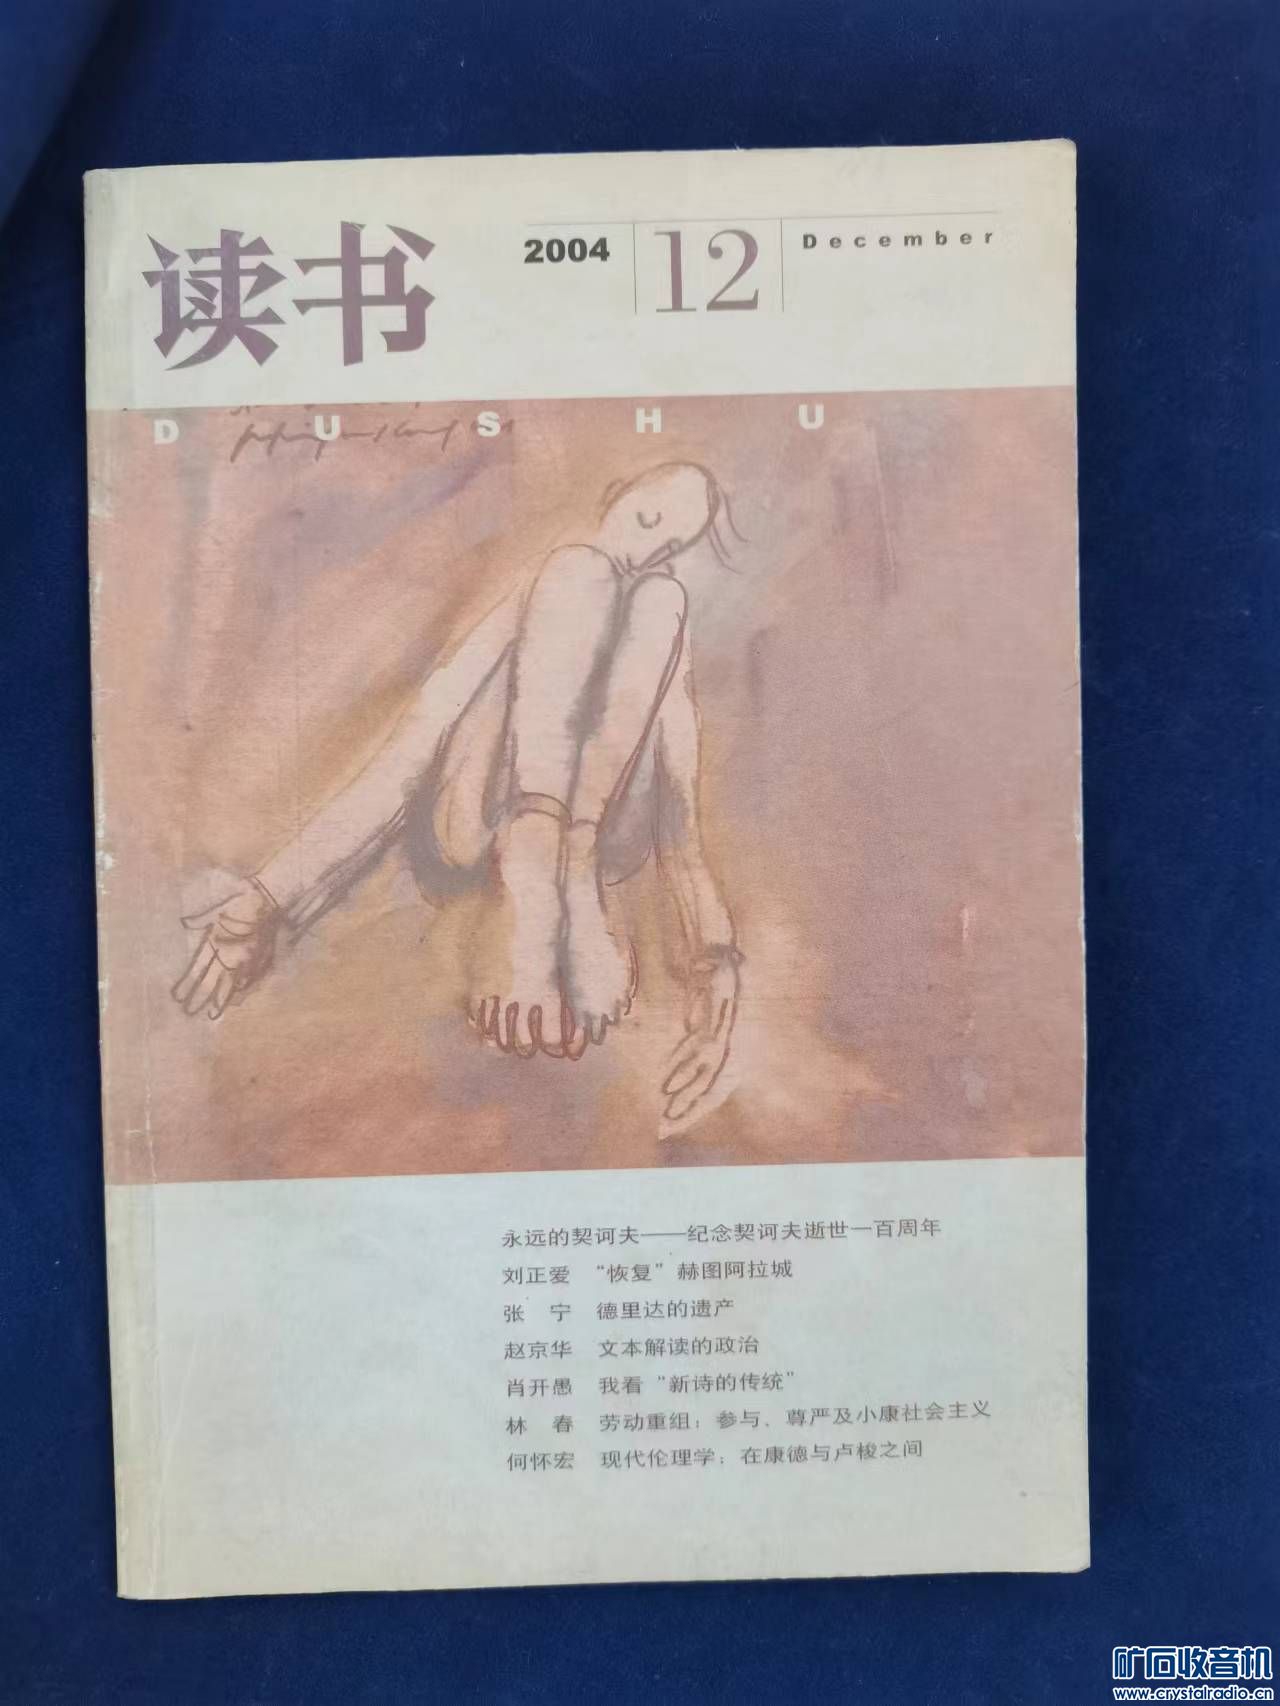 读书
2004 12 December
DUSHU
永远的契诃夫——纪念契诃夫逝世一百周年
刘正爱 “恢复”赫图阿拉城
张宁 德里达的遗产
赵京华 文本解读的政治
肖开愚 我看“新诗的传统”
林春 劳动重组：参与、尊严及小康社会主义
何怀宏 现代伦理学：在康德与卢梭之间
矿石收音机
www.crystalradio.cn